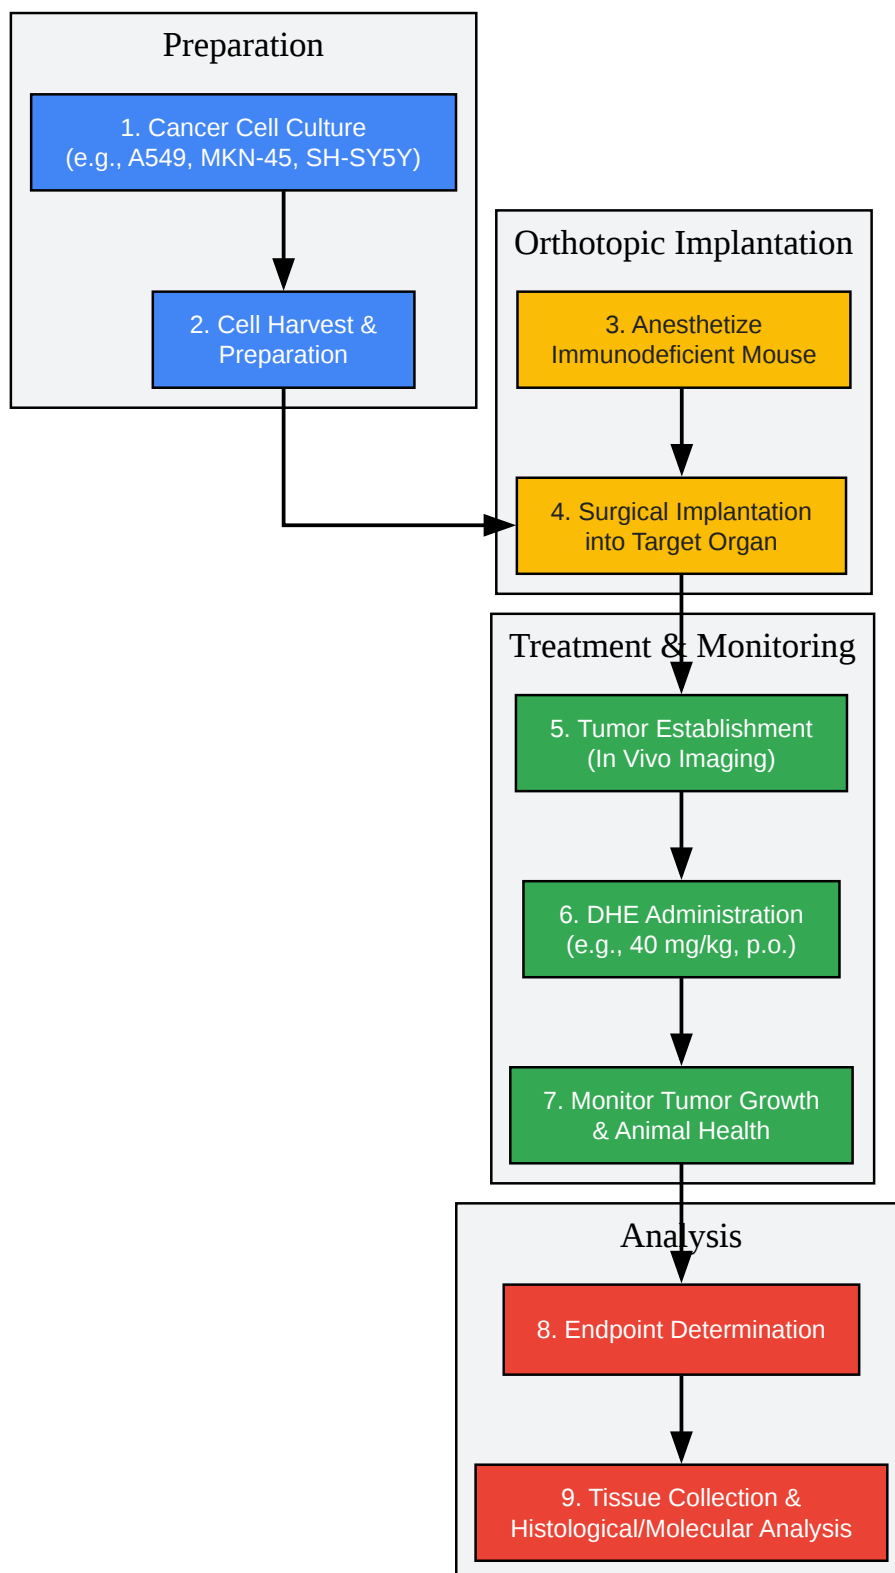 Preparation
1. Cancer Cell Culture
(e.g., A549, MKN-45, SH-SY5Y)
2. Cell Harvest &
Preparation
Orthotopic Implantation
3. Anesthetize
Immunodeficient Mouse
4. Surgical Implantation
into Target Organ
Treatment & Monitoring
5. Tumor Establishment
(In Vivo Imaging)
6. DHE Administration
(e.g., 40 mg/kg, p.o.)
7. Monitor Tumor Growth
& Animal Health
Analysis
8. Endpoint Determination
9. Tissue Collection &
Histological/Molecular Analysis